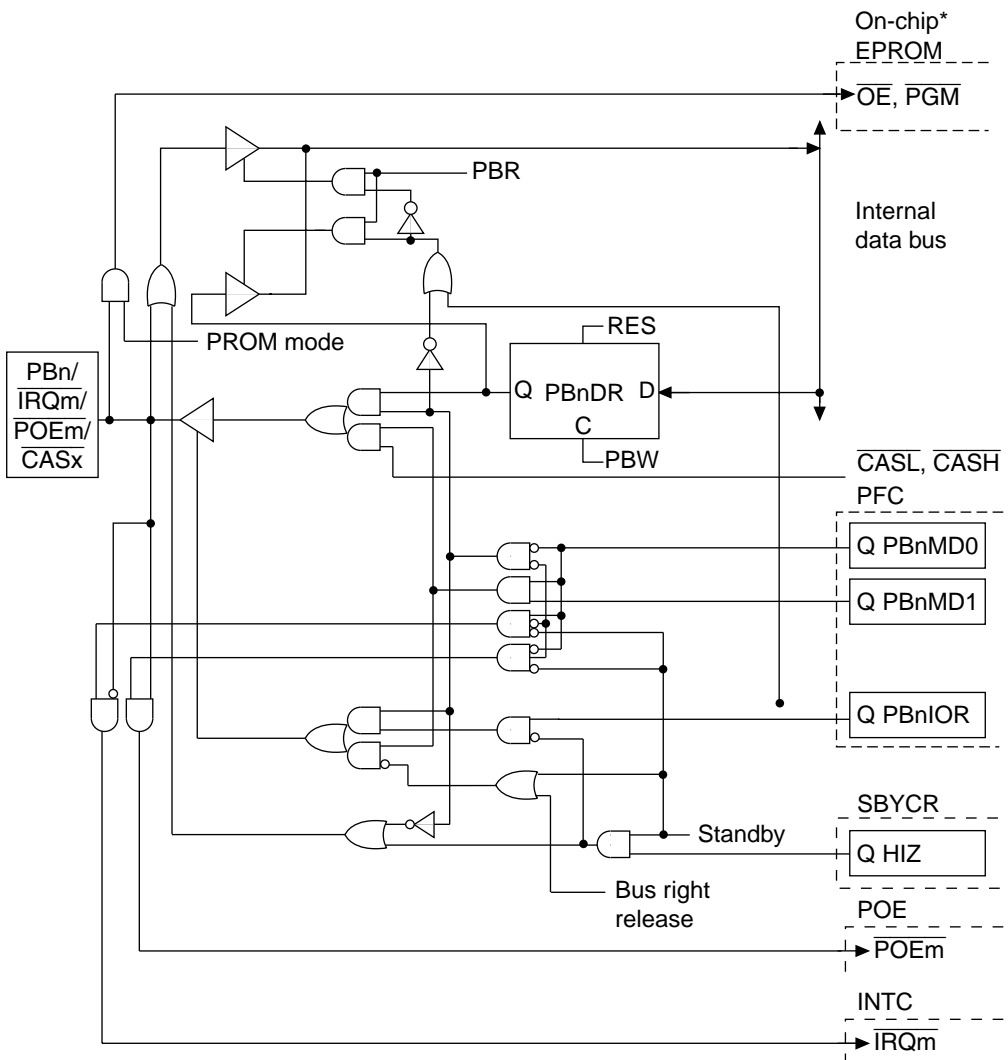 On-chip*
EPROM
OE, PGM
PBR
Internal
data bus
RES
PROM mode
PBn/
IRQm/
POEm/
CASx
Q PBnDR D
C
PBW
CASL, CASH
PFC
Q PBnMD0
Q PBnMD1
Q PBnIOR
SBYCR
Standby
Q HIZ
Bus right
release
POE
POEm
INTC
IRQm